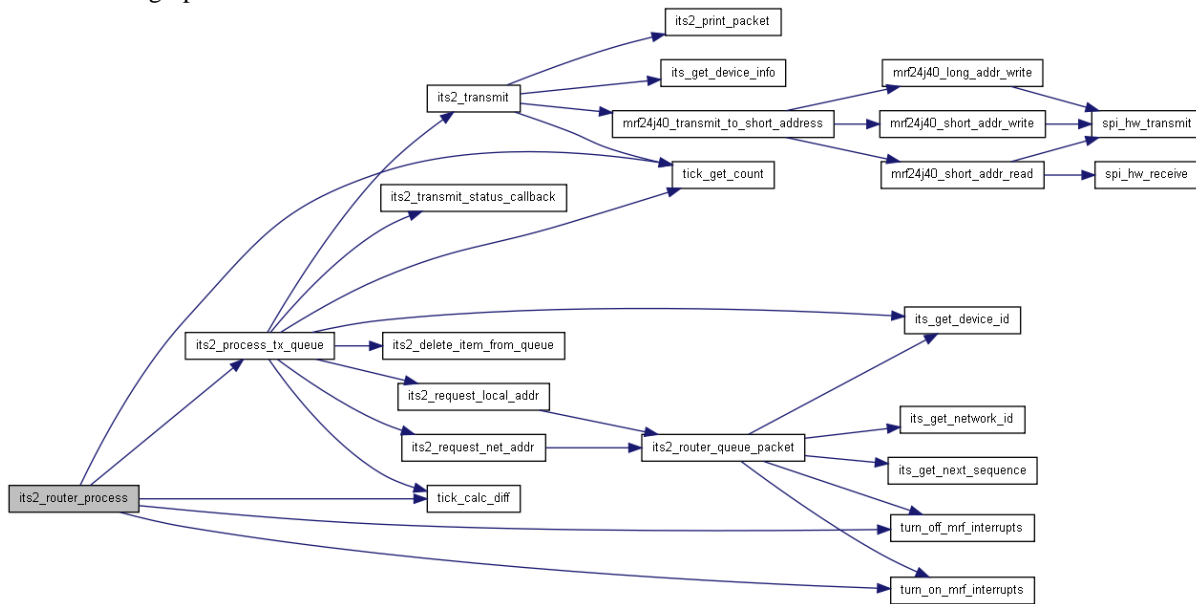 its2_print_packet
its_get_device_info
mrf24j40_long_addr_write
its2_transmit
mrf24j40_transmit_to_short_address
mrf24j40_short_addr_write
spi_hw_transmit
tick_get_count
mrf24j40_short_addr_read
spi_hw_receive
its2_transmit_status_callback
its_get_device_id
its2_process_tx_queue
its2_delete_item_from_queue
its2_request_local_addr
its_get_network_id
its2_request_net_addr
its2_router_queue_packet
its_get_next_sequence
its2_router_process
tick_calc_diff
turn_off_mrf_interrupts
turn_on_mrf_interrupts